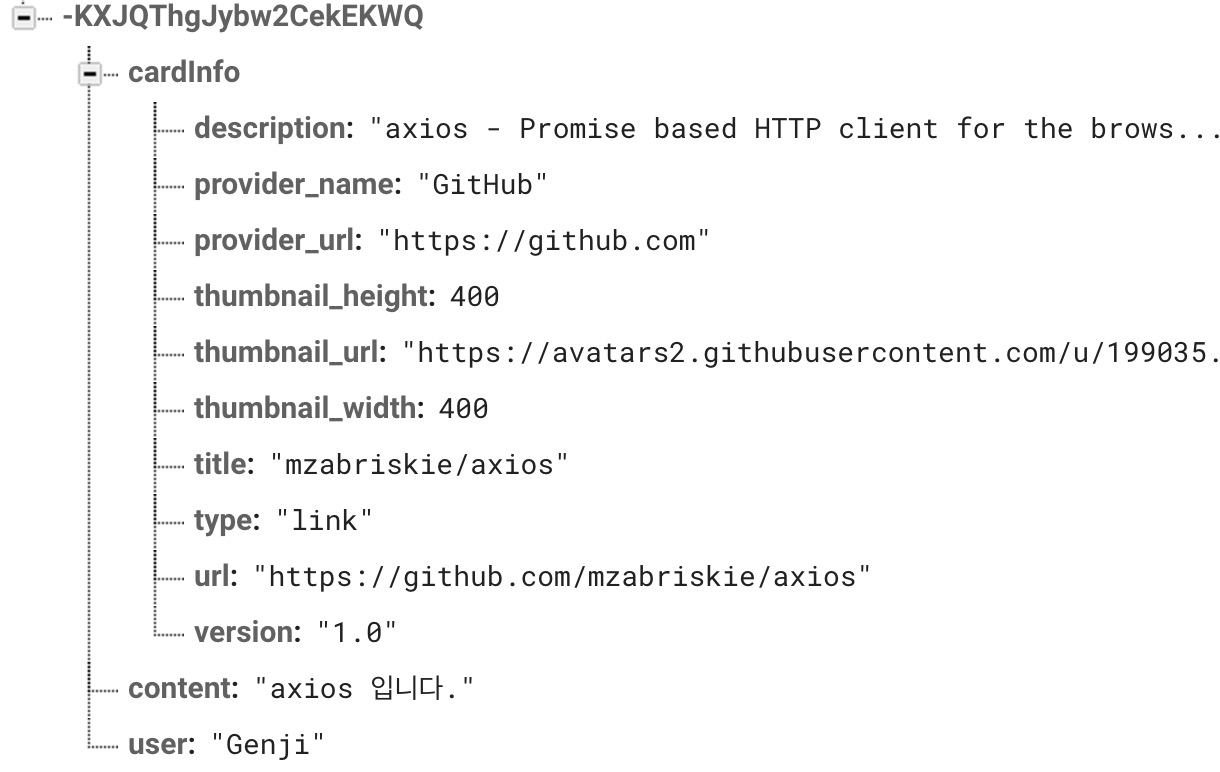 -KXJQThgJybw2CekEKWQ
cardInfo
description: "axios - Promise based HTTP client for the brows...
provider_name: "GitHub"
provider_url: "https://github.com"
thumbnail_height: 400
thumbnail_url: "https://avatars2.githubusercontent.com/u/199035.
thumbnail_width: 400
title: "mzabriskie/axios"
type: "link"
url: "https://github.com/mzabriskie/axios"
version: "1.0"
content: "axios 입니다."
user: "Genji"